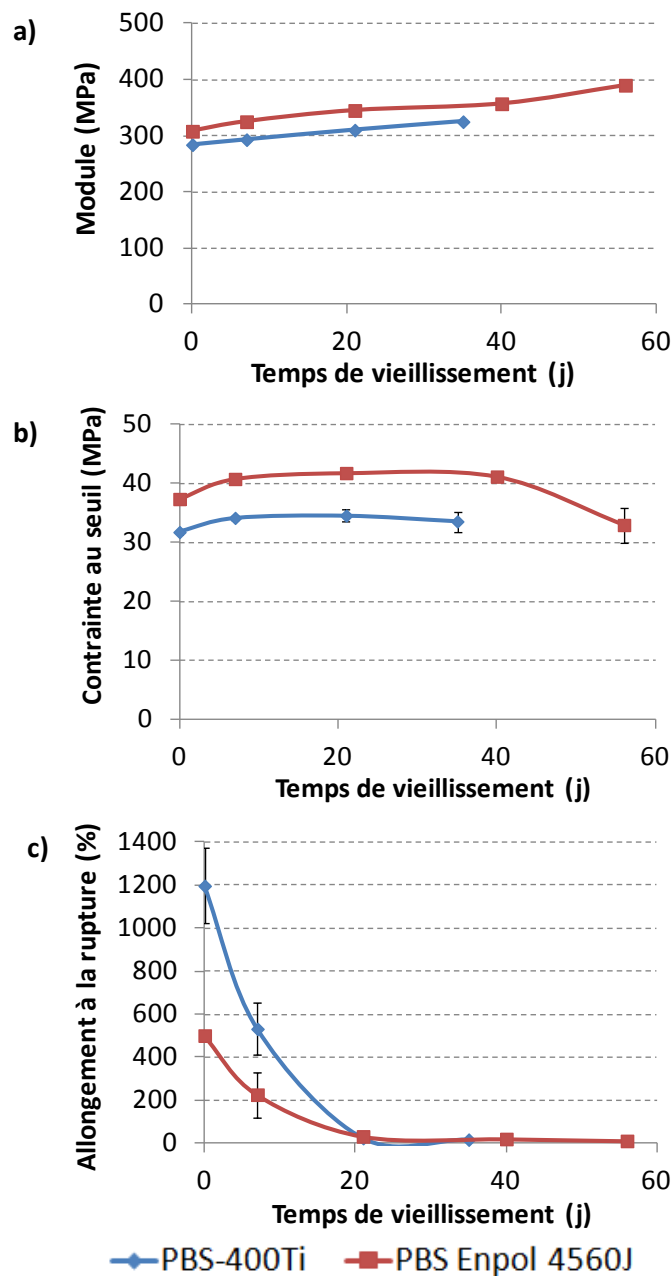 a)
Module (MPa)
500
400
300
200
100
0
0 20 40 60
Temps de vieillissement (j)
b)
Contrainte au seuil (MPa)
50
40
30
20
10
0
0 20 40 60
Temps de vieillissement (j)
c)
Allongement à la rupture (%)
1400
1200
1000
800
600
400
200
0
0 20 40 60
Temps de vieillissement (j)
PBS-400Ti PBS Enpol 4560J